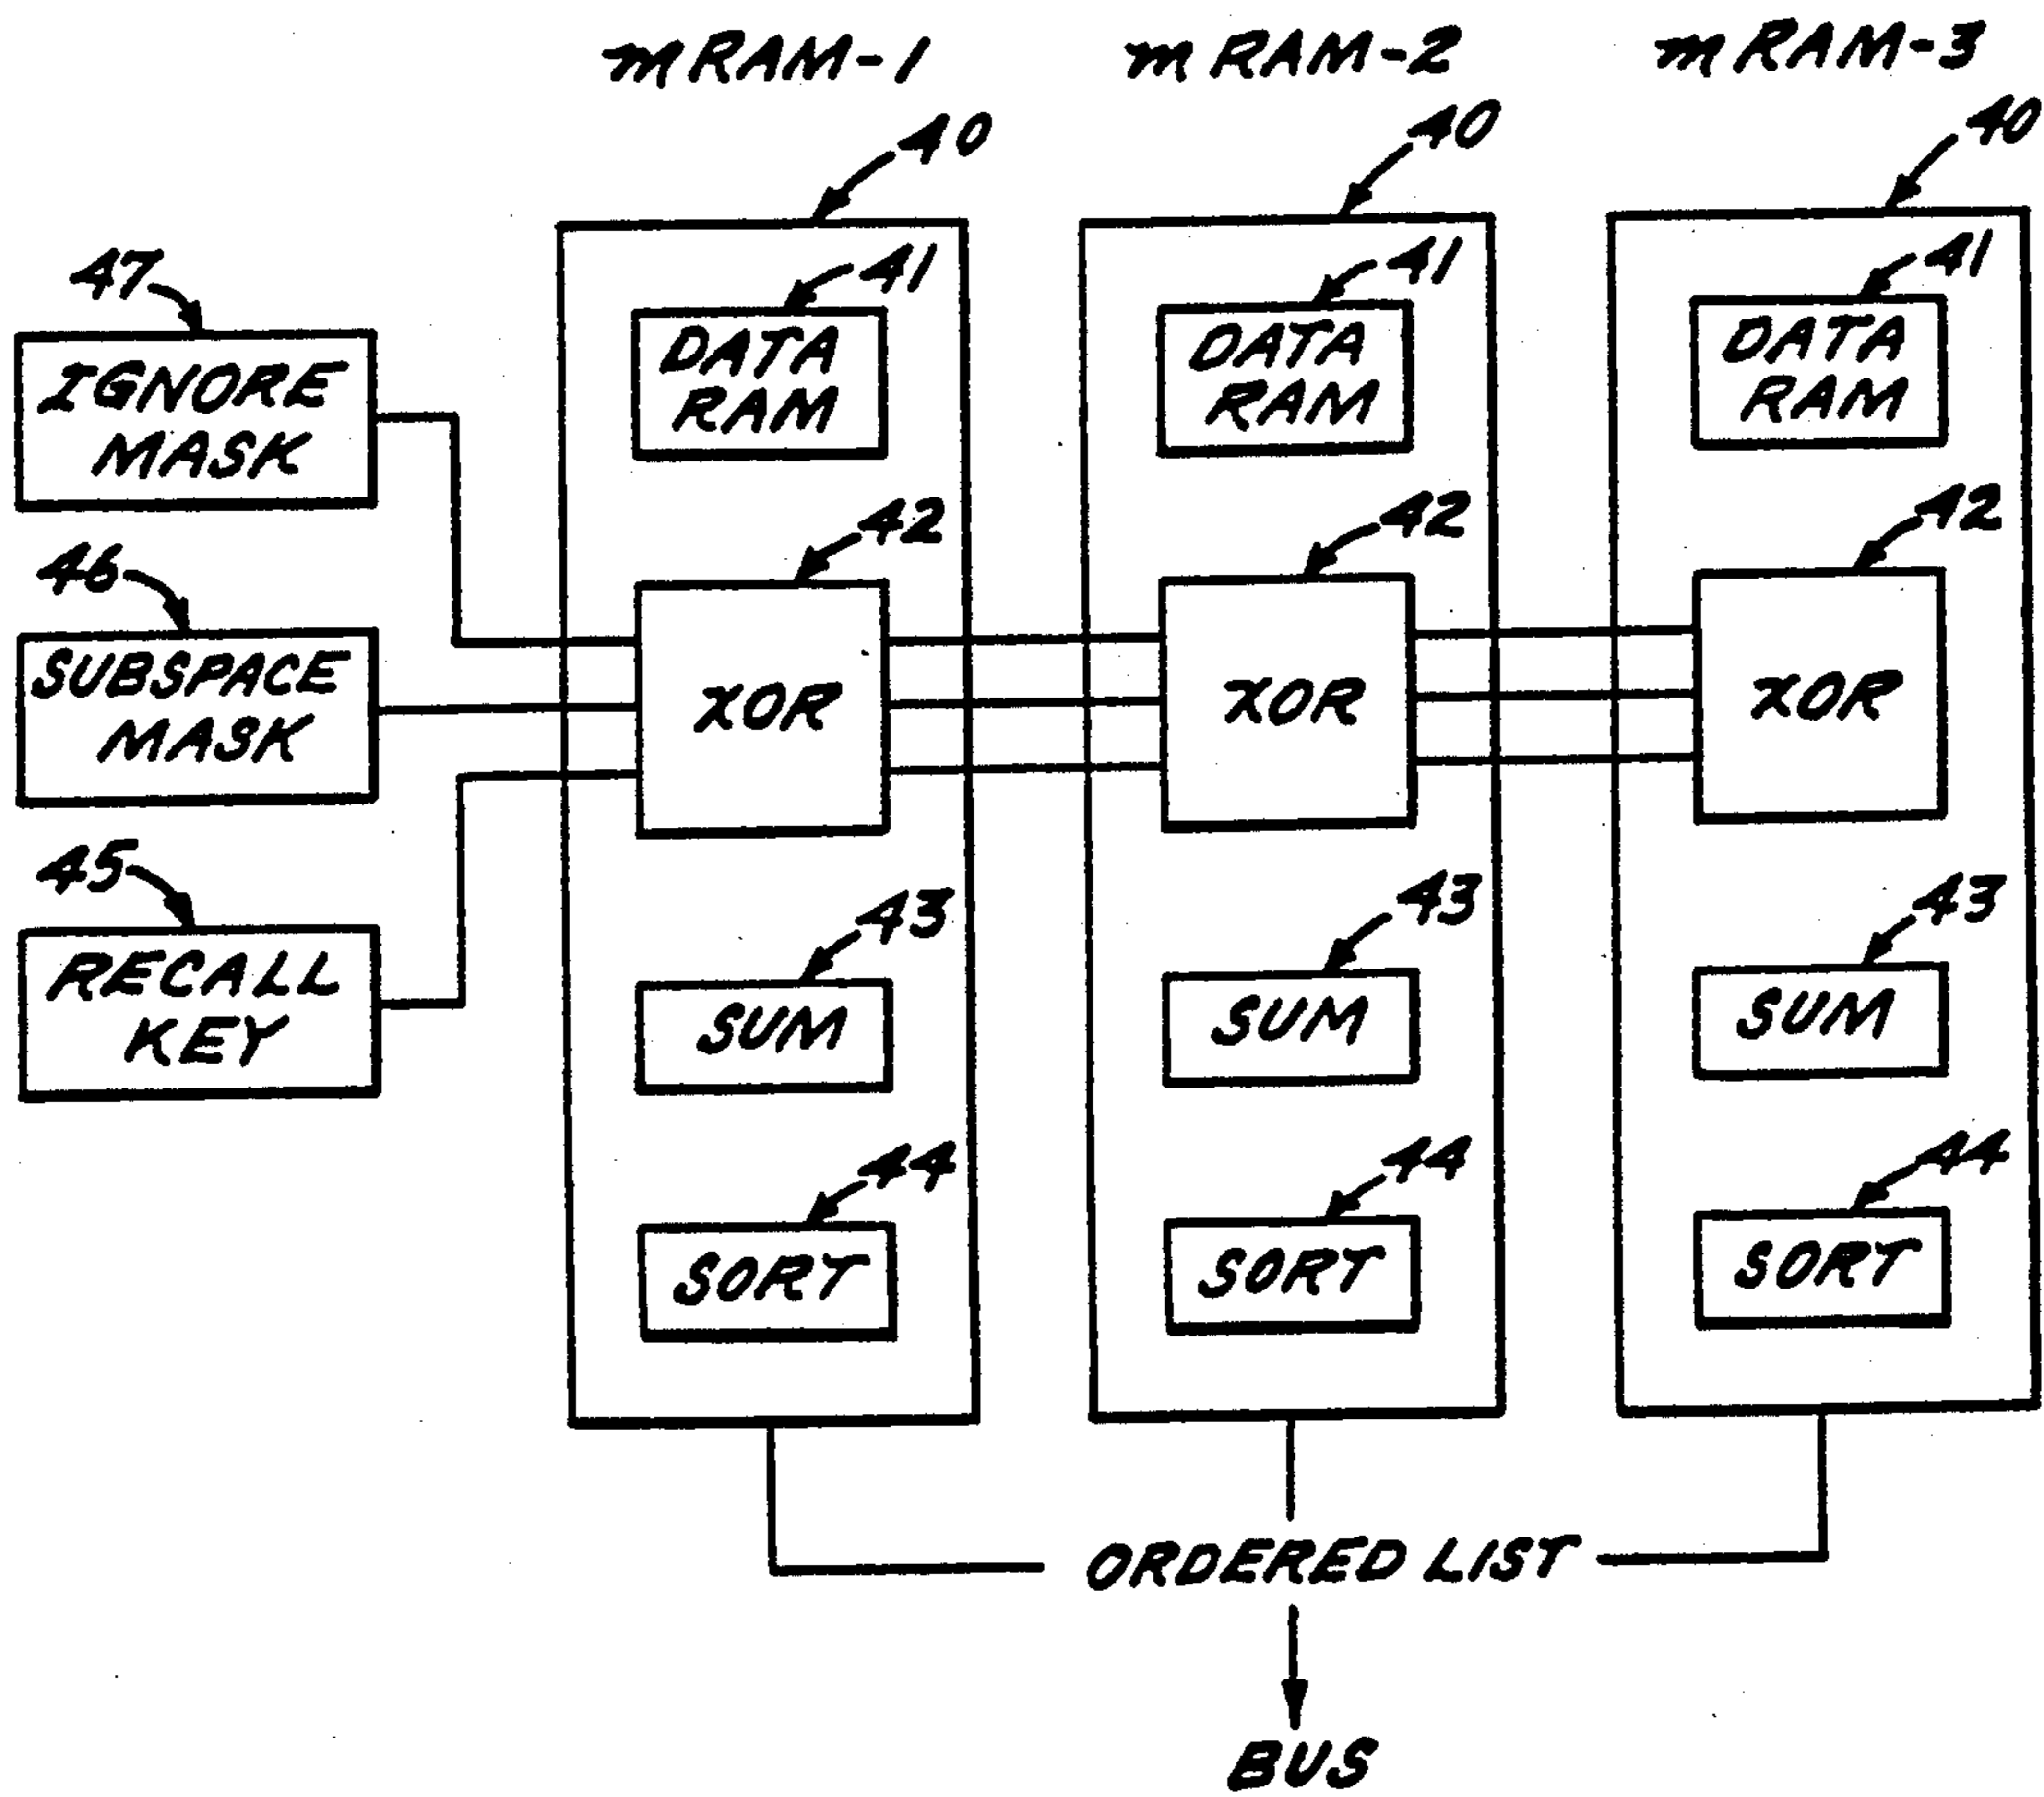 mRAM-1
mRAM-2
mRAM-3
40
40
40
47
IGNORE
MASK
46
SUBSPACE
MASK
45
RECALL
KEY
41
DATA
RAM
42
XOR
43
SUM
44
SORT
41
DATA
RAM
42
XOR
43
SUM
44
SORT
41
DATA
RAM
42
XOR
43
SUM
44
SORT
ORDERED LIST
BUS